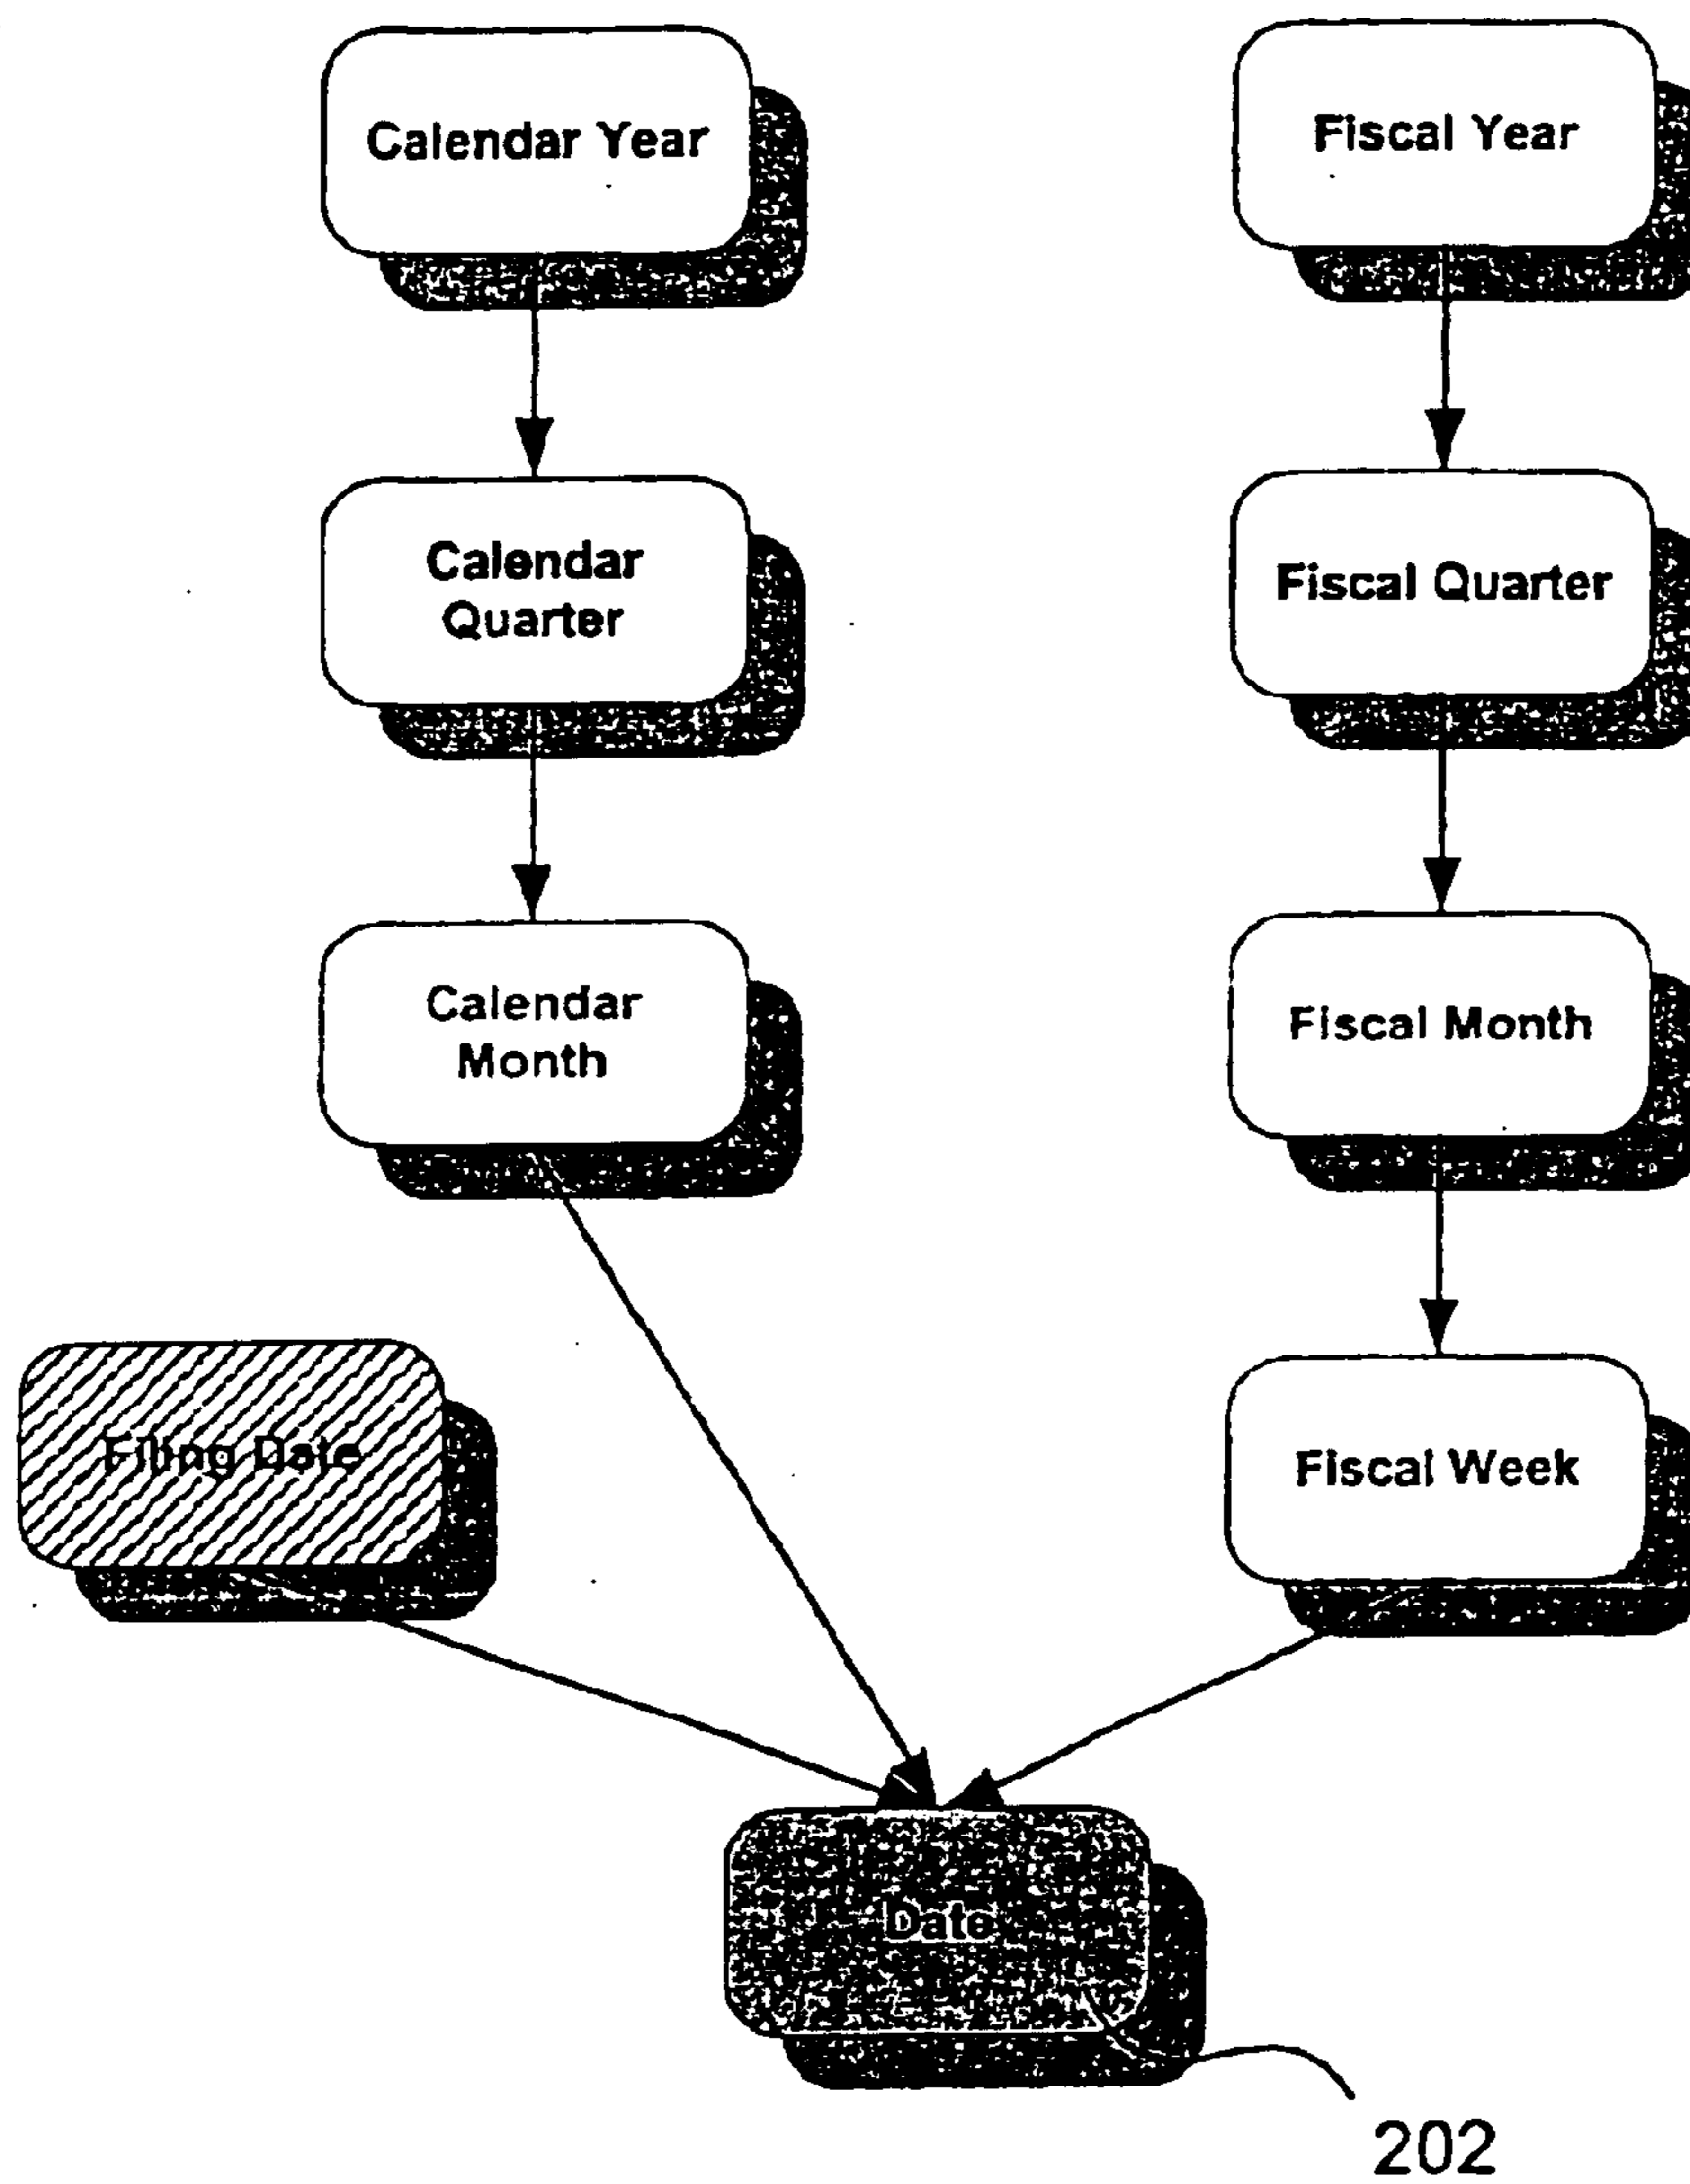 Calendar Year
Fiscal Year
Calendar
Quarter
Fiscal Quarter
Calendar
Month
Fiscal Month
Filing Date
Fiscal Week
Date
202